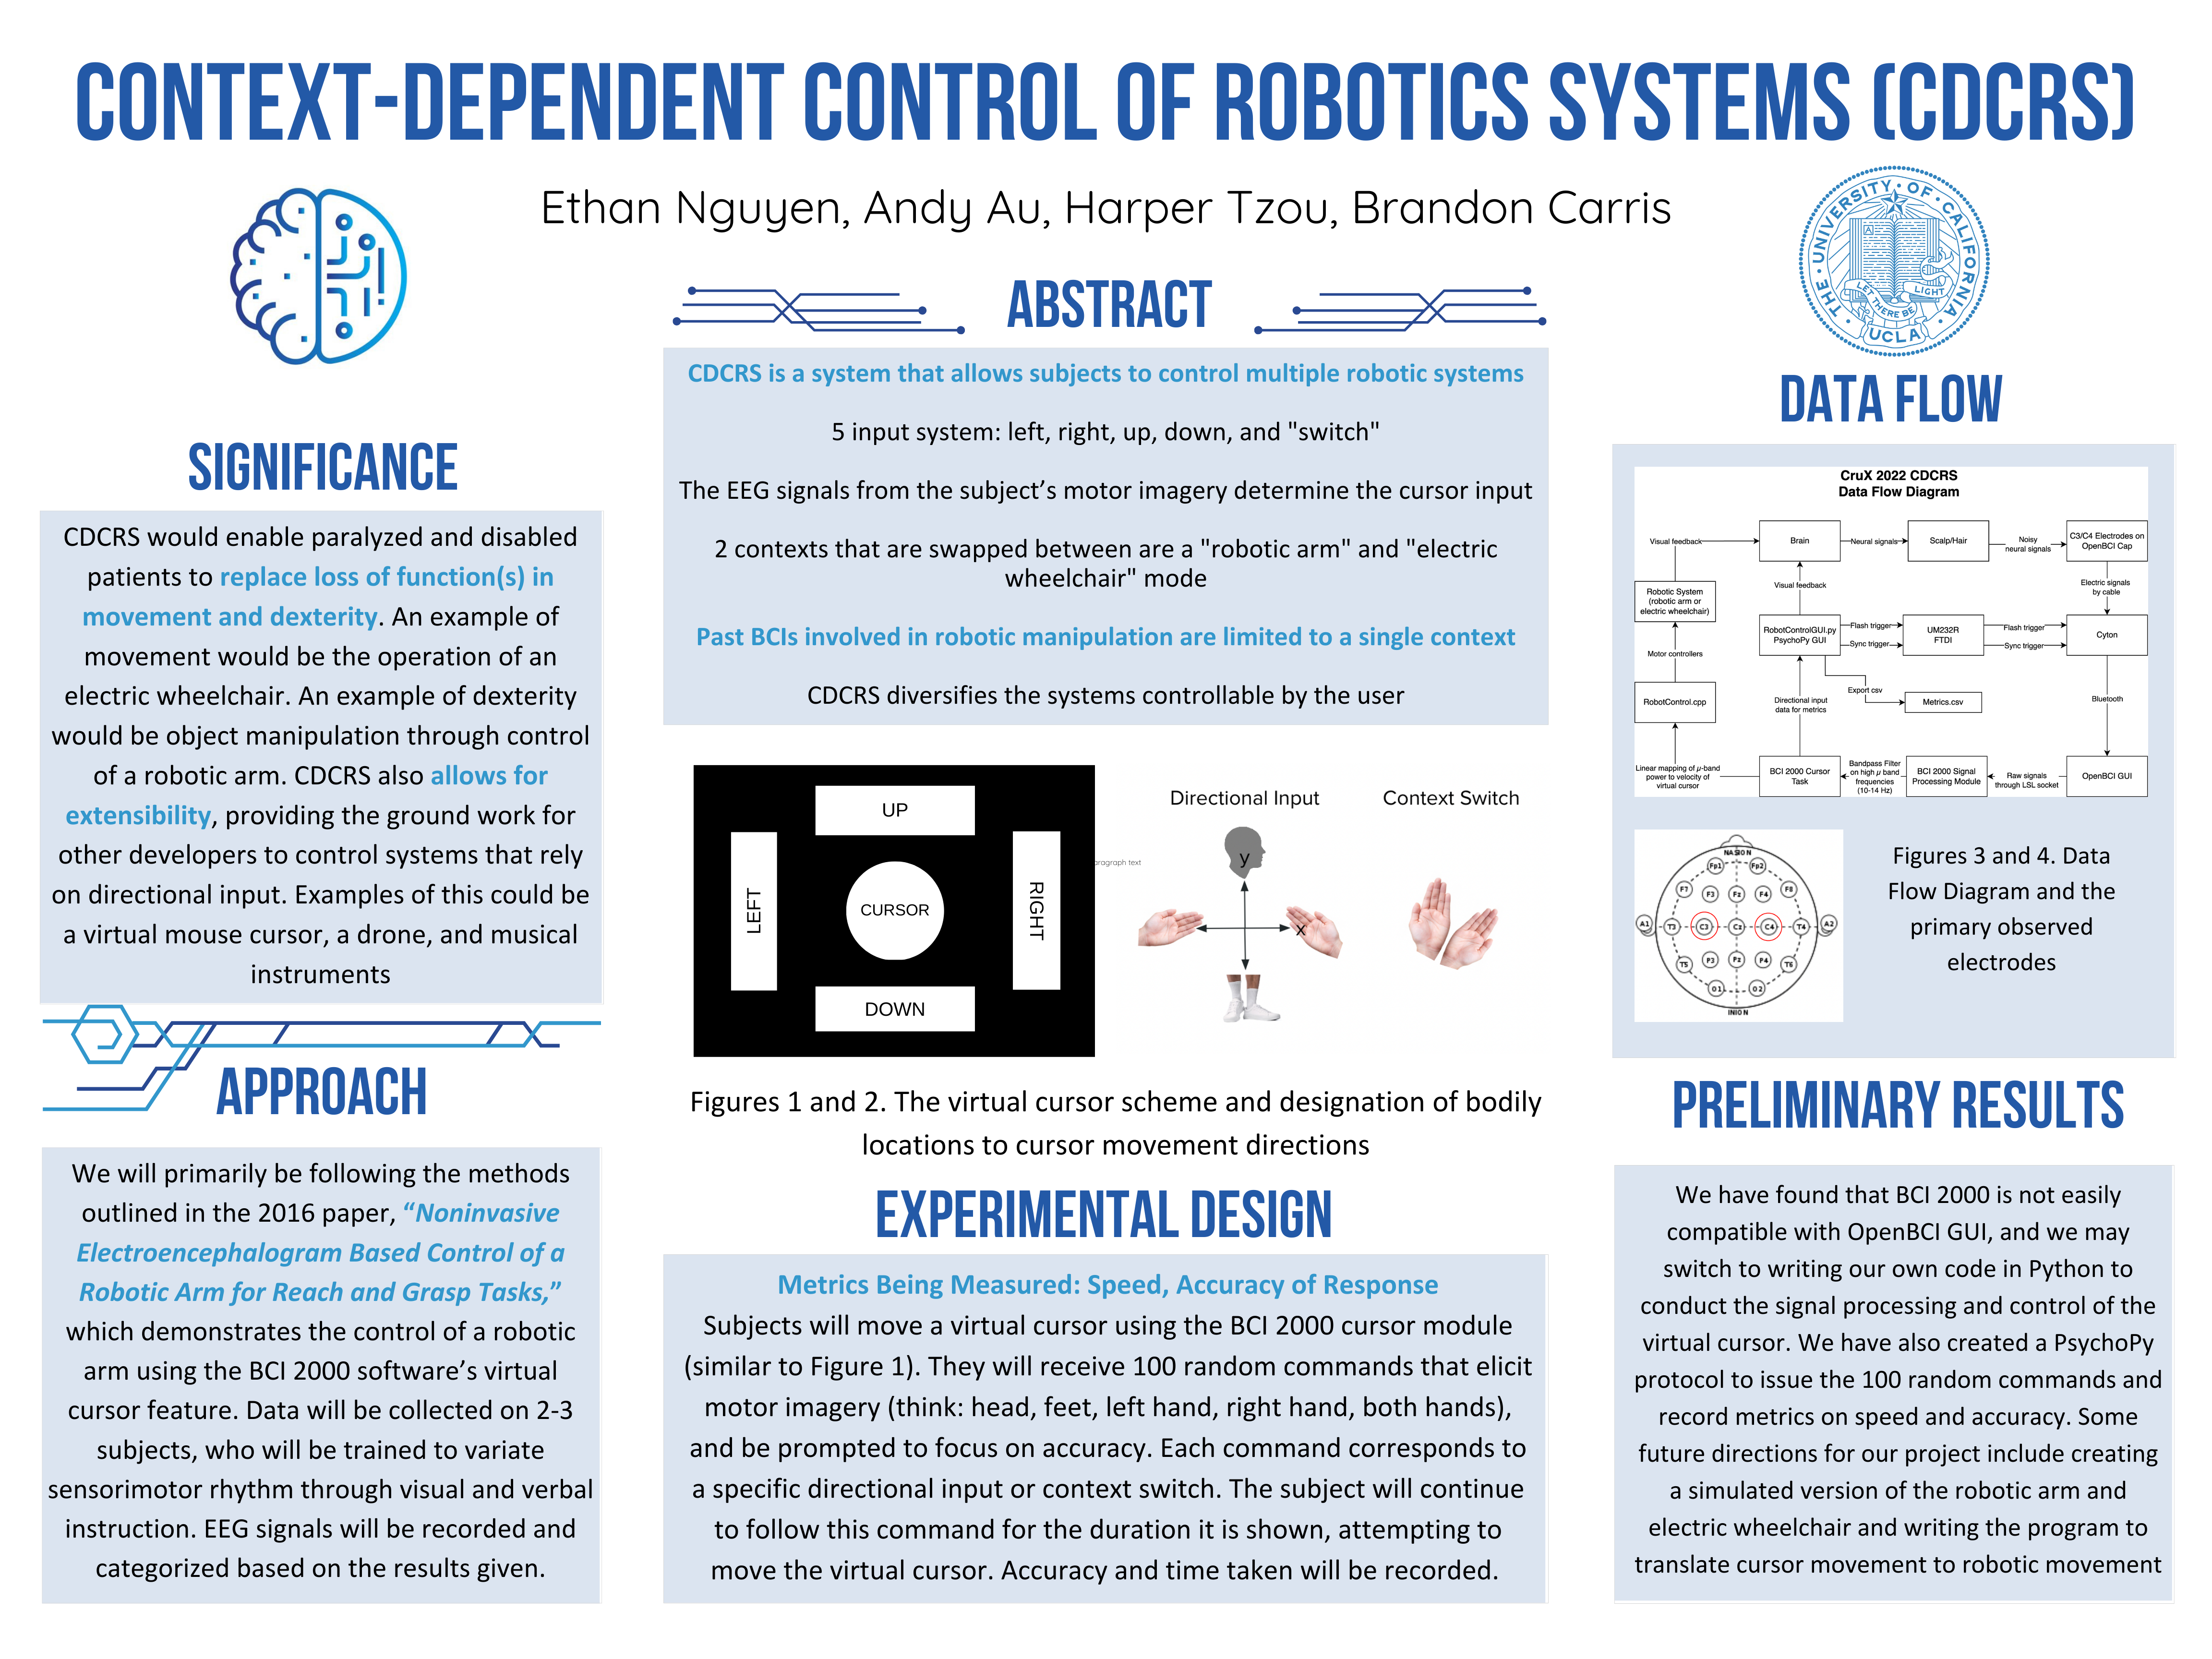 CONTEXT-DEPENDENT CONTROL OF ROBOTICS SYSTEMS (CDCRS)
Ethan Nguyen, Andy Au, Harper Tzou, Brandon Carris
THE · UNIVERSITY · OF · CALIFORNIA
A
LET THERE BE LIGHT
UCLA
SIGNIFICANCE
CDCRS would enable paralyzed and disabled
patients to replace loss of function(s) in
movement and dexterity. An example of
movement would be the operation of an
electric wheelchair. An example of dexterity
would be object manipulation through control
of a robotic arm. CDCRS also allows for
extensibility, providing the ground work for
other developers to control systems that rely
on directional input. Examples of this could be
a virtual mouse cursor, a drone, and musical
instruments
APPROACH
We will primarily be following the methods
outlined in the 2016 paper, “Noninvasive
Electroencephalogram Based Control of a
Robotic Arm for Reach and Grasp Tasks,”
which demonstrates the control of a robotic
arm using the BCI 2000 software’s virtual
cursor feature. Data will be collected on 2-3
subjects, who will be trained to variate
sensorimotor rhythm through visual and verbal
instruction. EEG signals will be recorded and
categorized based on the results given.
ABSTRACT
CDCRS is a system that allows subjects to control multiple robotic systems
5 input system: left, right, up, down, and "switch"
The EEG signals from the subject’s motor imagery determine the cursor input
2 contexts that are swapped between are a "robotic arm" and "electric
wheelchair" mode
Past BCIs involved in robotic manipulation are limited to a single context
CDCRS diversifies the systems controllable by the user
UP
LEFT
CURSOR
RIGHT
DOWN
aragraph text
Directional Input
Context Switch
y
x
Figures 1 and 2. The virtual cursor scheme and designation of bodily
locations to cursor movement directions
EXPERIMENTAL DESIGN
Metrics Being Measured: Speed, Accuracy of Response
Subjects will move a virtual cursor using the BCI 2000 cursor module
(similar to Figure 1). They will receive 100 random commands that elicit
motor imagery (think: head, feet, left hand, right hand, both hands),
and be prompted to focus on accuracy. Each command corresponds to
a specific directional input or context switch. The subject will continue
to follow this command for the duration it is shown, attempting to
move the virtual cursor. Accuracy and time taken will be recorded.
DATA FLOW
CruX 2022 CDCRS
Data Flow Diagram
Visual feedback
Brain
Neural signals
Scalp/Hair
Noisy
neural signals
C3/C4 Electrodes on
OpenBCI Cap
Visual feedback
Electric signals
by cable
Robotic System
(robotic arm or
electric wheelchair)
RobotControlGUI.py
PsychoPy GUI
Flash trigger
Sync trigger
UM232R
FTDI
Flash trigger
Sync trigger
Cyton
Motor controllers
Export csv
RobotControl.cpp
Directional input
data for metrics
Metrics.csv
Bluetooth
Linear mapping of μ-band
power to velocity of
virtual cursor
BCI 2000 Cursor
Task
Bandpass Filter
on high μ band
frequencies
(10-14 Hz)
BCI 2000 Signal
Processing Module
Raw signals
through LSL socket
OpenBCI GUI
NASION
Fp1 Fp2
F7 F3 Fz F4 F8
A1 T3 C3 Cz C4 T4 A2
T5 P3 Pz P4 T6
O1 O2
INION
Figures 3 and 4. Data
Flow Diagram and the
primary observed
electrodes
PRELIMINARY RESULTS
We have found that BCI 2000 is not easily
compatible with OpenBCI GUI, and we may
switch to writing our own code in Python to
conduct the signal processing and control of the
virtual cursor. We have also created a PsychoPy
protocol to issue the 100 random commands and
record metrics on speed and accuracy. Some
future directions for our project include creating
a simulated version of the robotic arm and
electric wheelchair and writing the program to
translate cursor movement to robotic movement